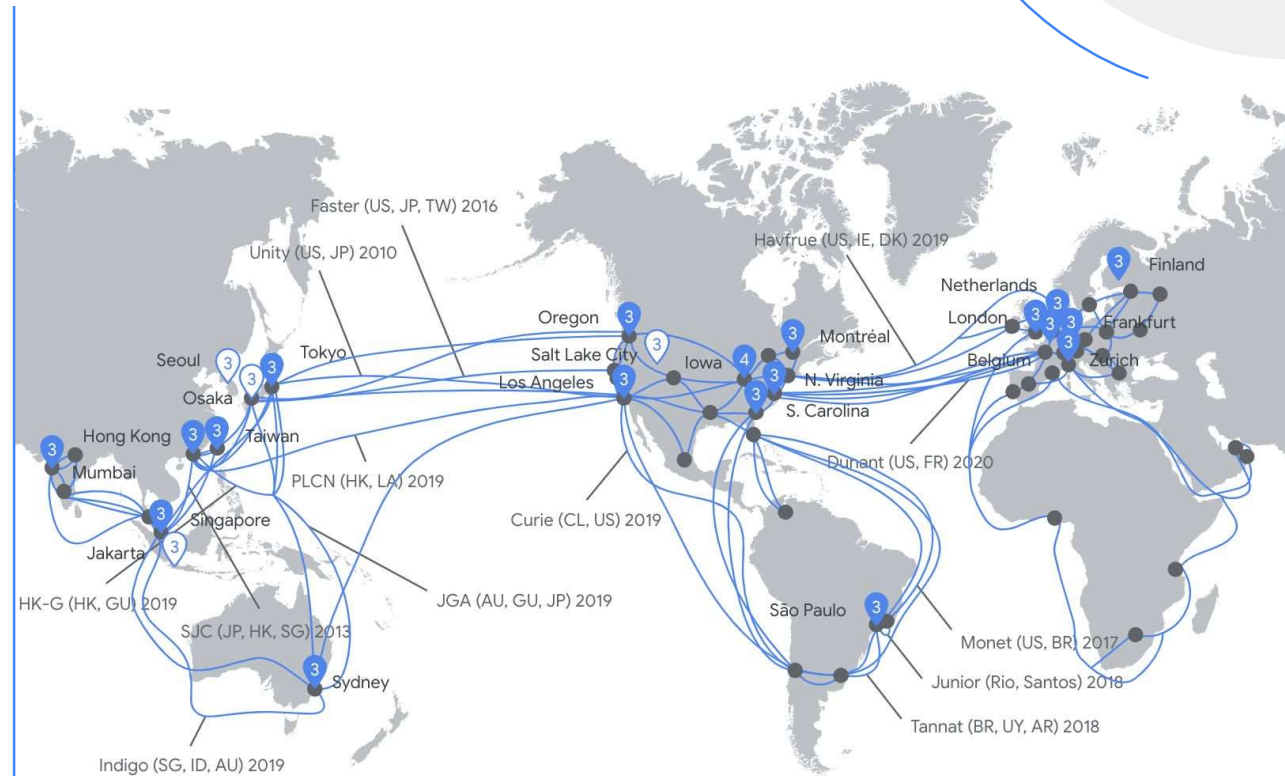 Faster (US, JP, TW) 2016
Unity (US, JP) 2010
Havfrue (US, IE, DK) 2019
3
Finland
Netherlands
3
Oregon
3
London
3
3
3
Frankfurt
3
Montréal
Seoul
3
Tokyo
3
Salt Lake City
3
Iowa
4
Belgium
3
Zurich
Osaka
3
Los Angeles
3
3
N. Virginia
3
S. Carolina
Hong Kong
3
3
Taiwan
3
Mumbai
PLCN (HK, LA) 2019
Dunant (US, FR) 2020
3
Singapore
Curie (CL, US) 2019
Jakarta
3
HK-G (HK, GU) 2019
JGA (AU, GU, JP) 2019
São Paulo
3
SJC (JP, HK, SG) 2013
Monet (US, BR) 2017
3
Sydney
Junior (Rio, Santos) 2018
Tannat (BR, UY, AR) 2018
Indigo (SG, ID, AU) 2019